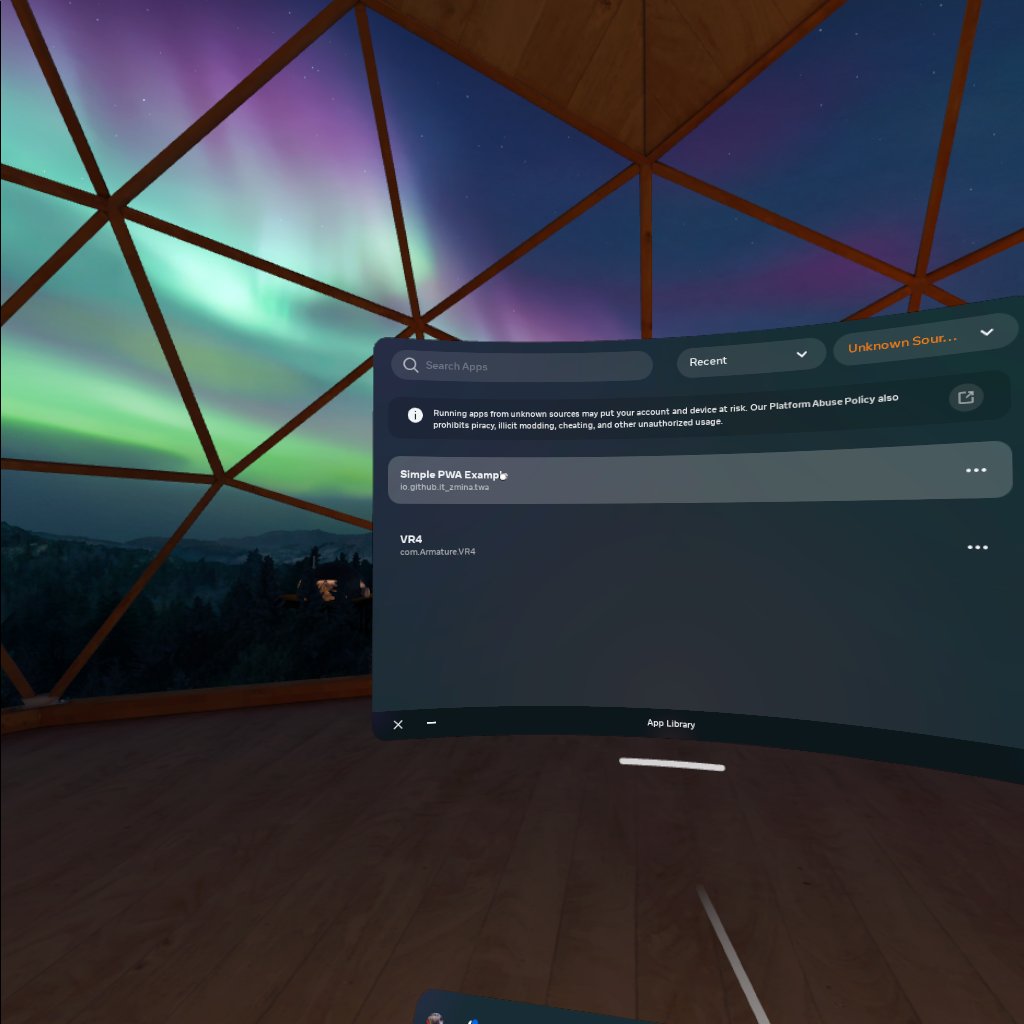 Search Apps
Recent
Unknown Sour...
Running apps from unknown sources may put your account and device at risk. Our Platform Abuse Policy also
prohibits piracy, illicit modding, cheating, and other unauthorized usage.
Simple PWA Example
io.github.it_zmina.twa
VR4
com.Armature.VR4
App Library